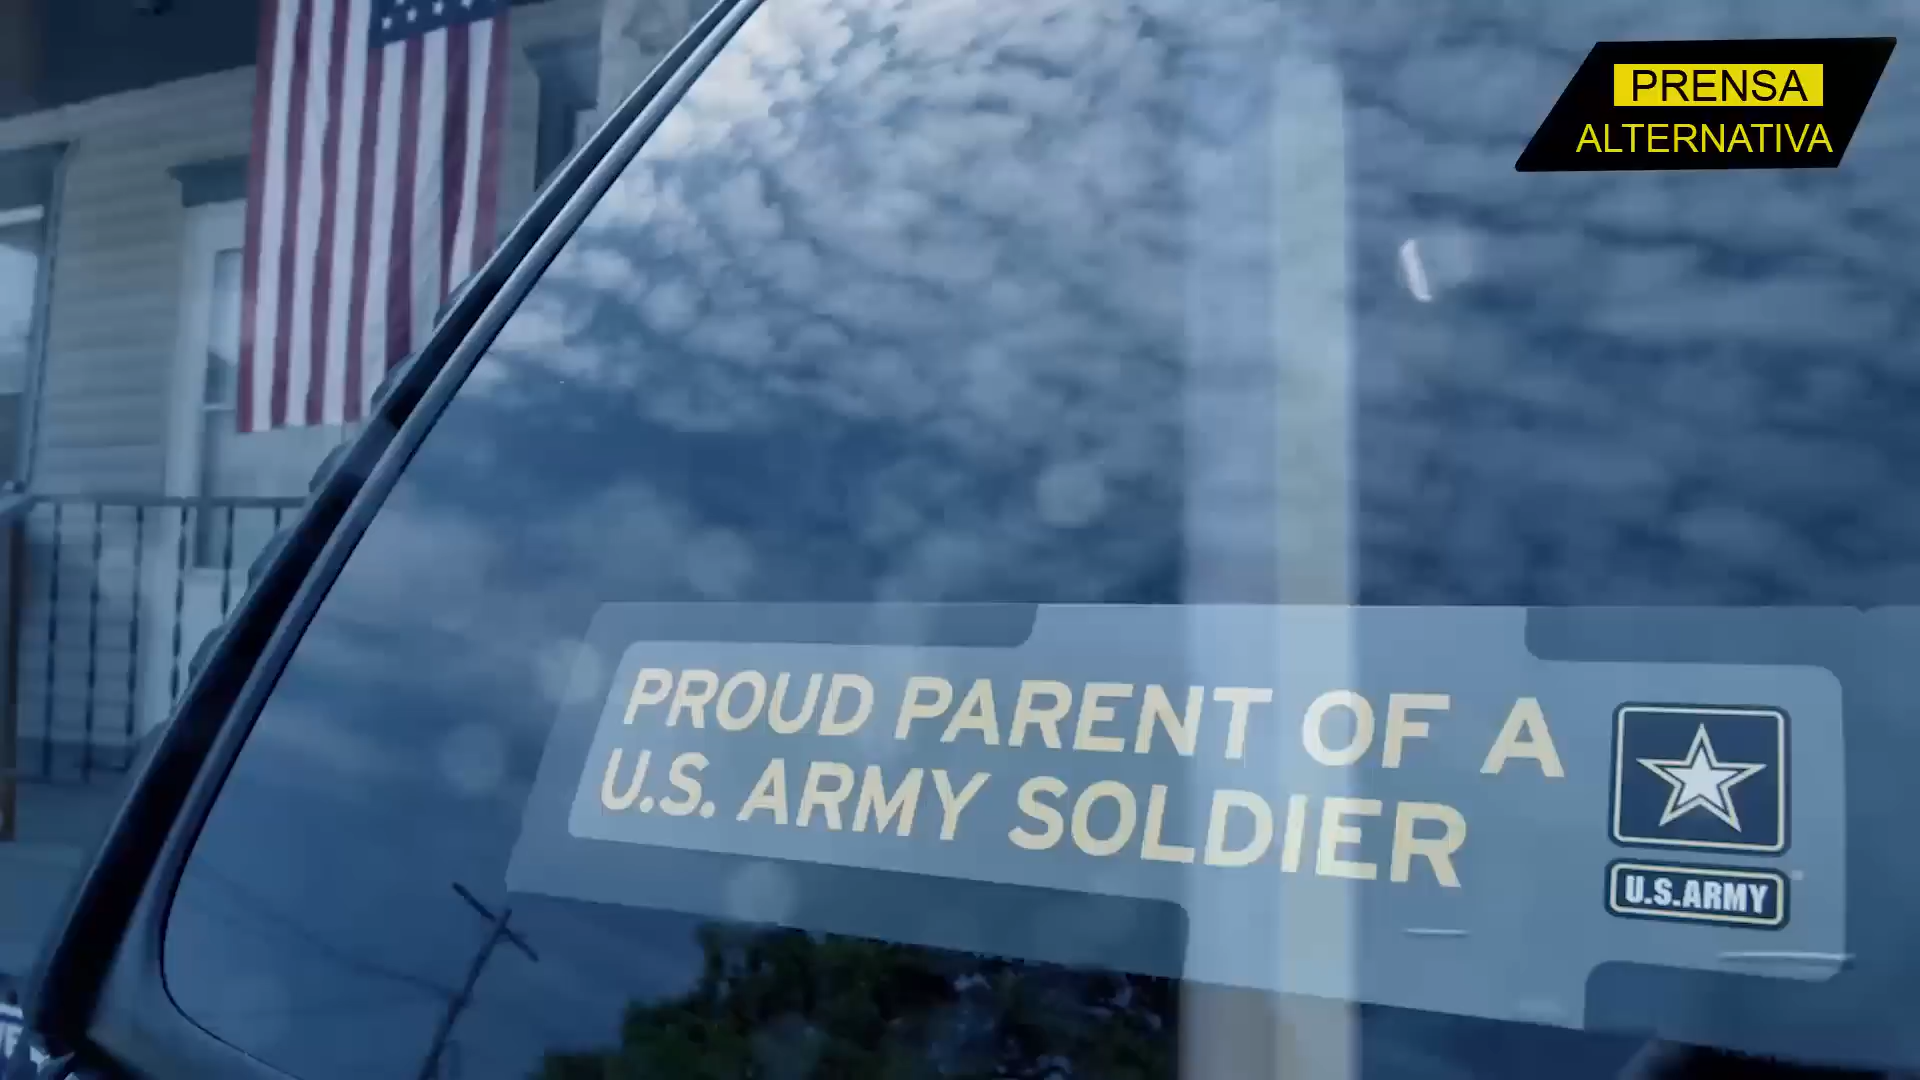 PRENSA
ALTERNATIVA
PROUD PARENT OF A
U.S. ARMY SOLDIER
U.S.ARMY